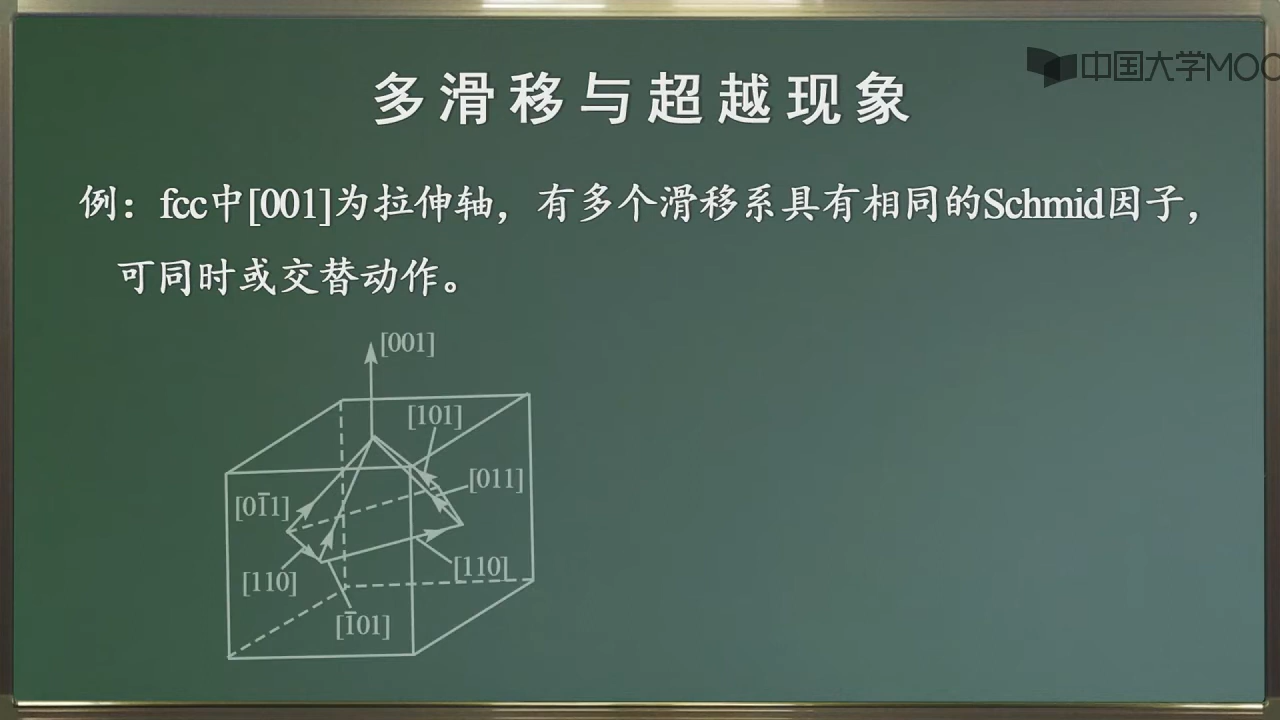 多滑移与超越现象
中国大学MOO
例：fcc中[001]为拉伸轴，有多个滑移系具有相同的Schmid因子，
可同时或交替动作。
[001]
[101]
[011]
[01̄1]
[110]
[110]
[1̄01]